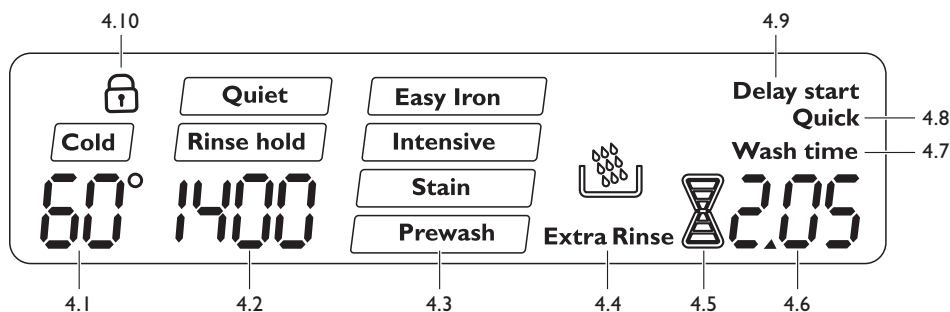 4.10
4.9
Quiet
Easy Iron
Delay start
Quick
4.8
Cold
Rinse hold
Intensive
Wash time
4.7
60°
1400
Stain
2.05
Prewash
Extra Rinse
4.1
4.2
4.3
4.4
4.5
4.6